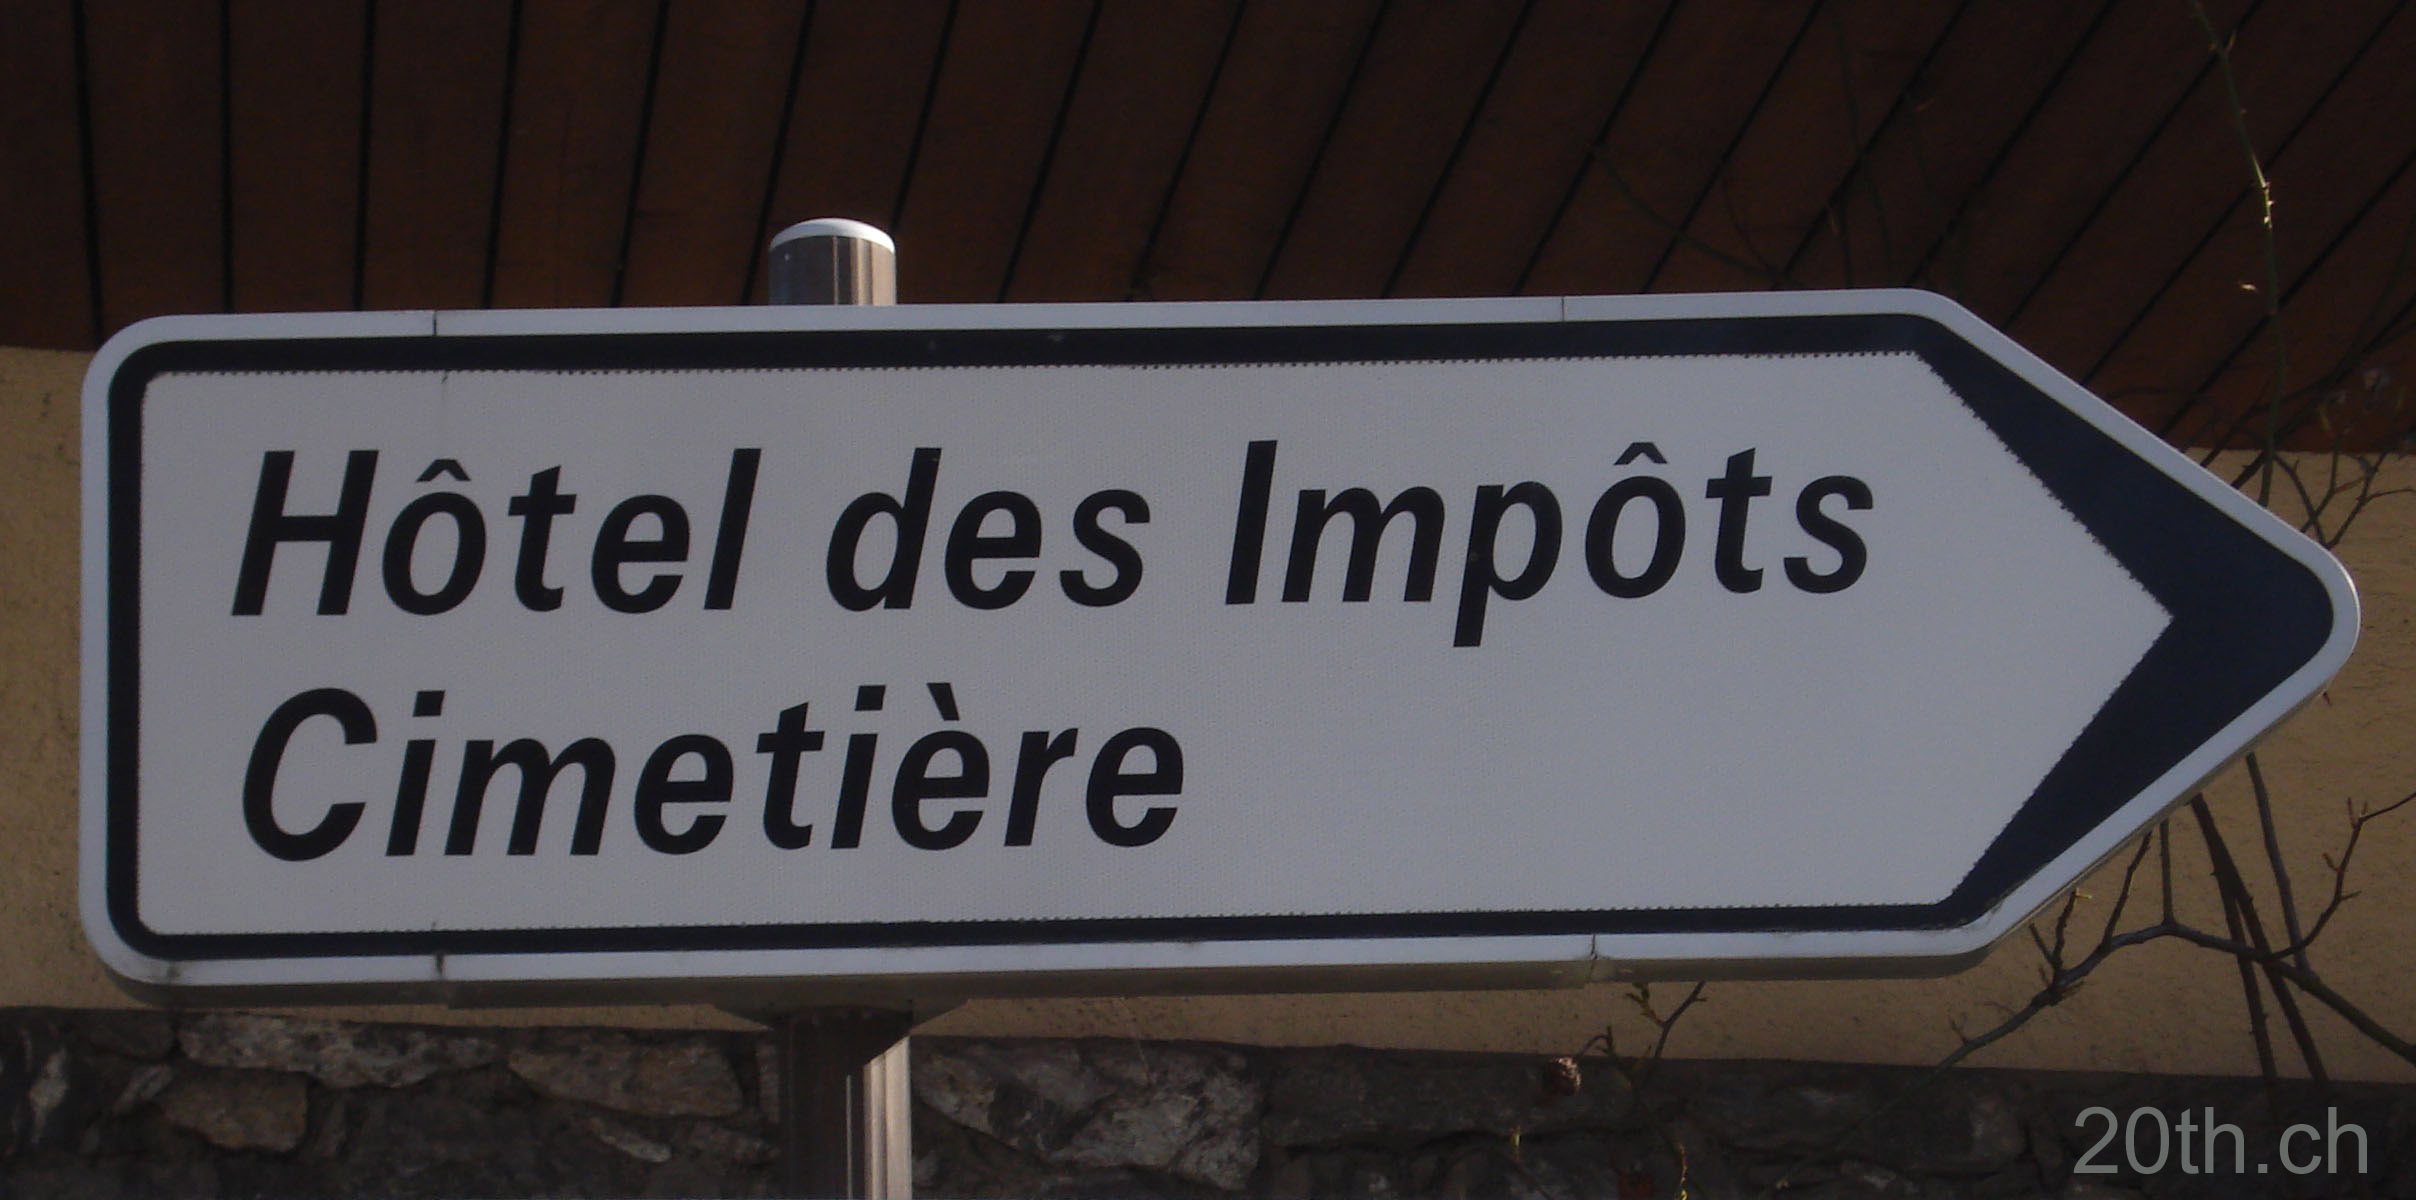 Hôtel des Impôts
Cimetière
20th.ch